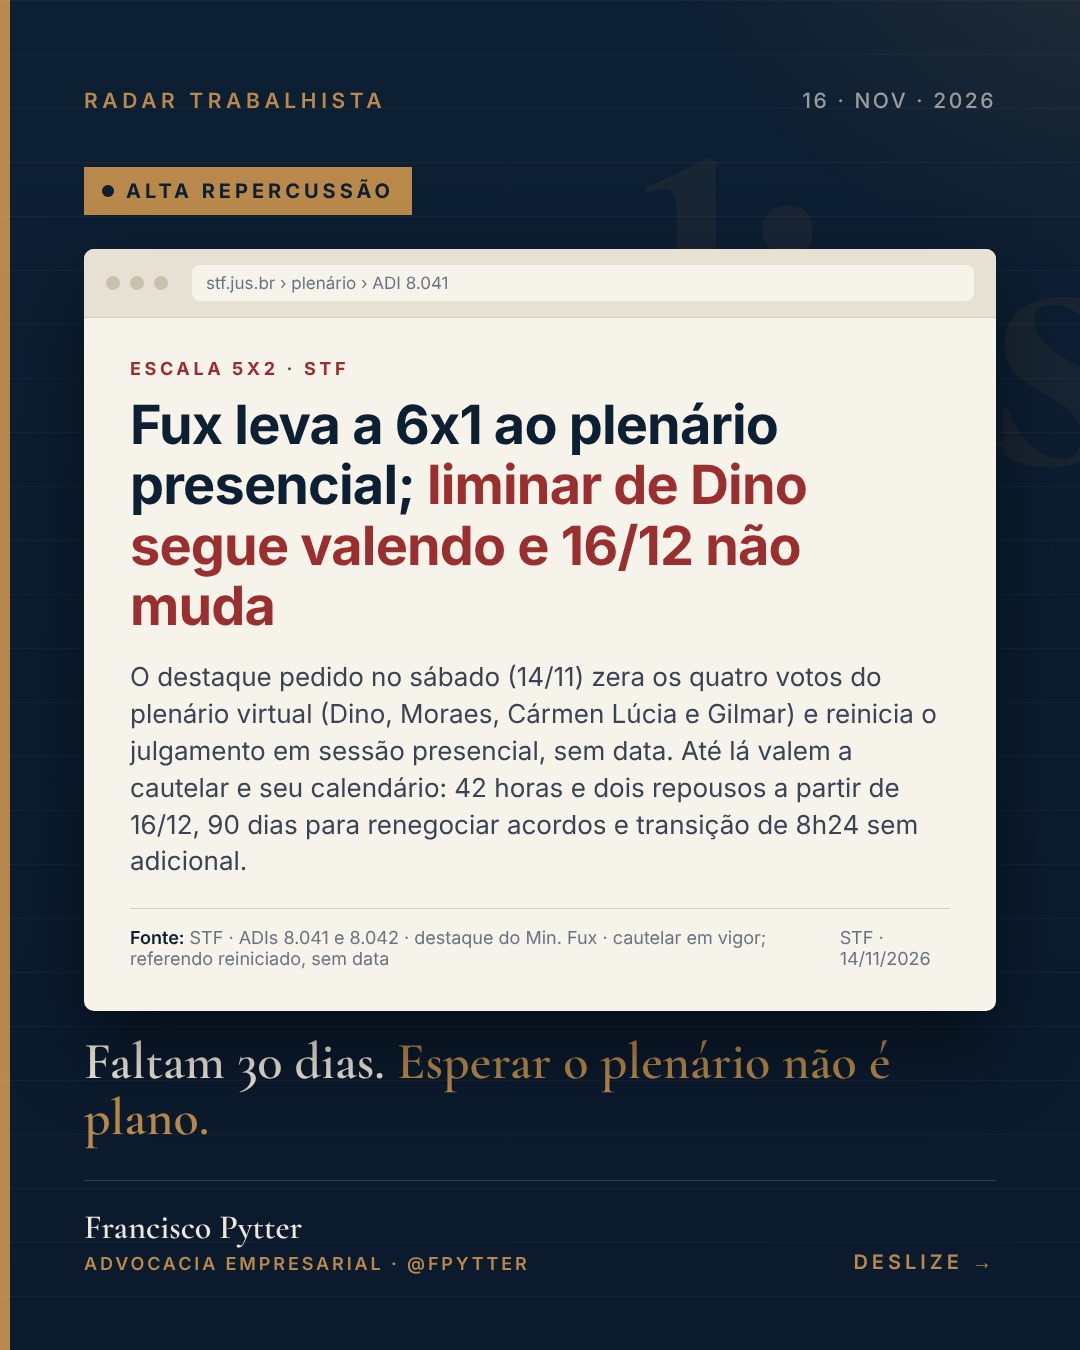 RADAR TRABALHISTA
16 · NOV · 2026
ALTA REPERCUSSÃO
stf.jus.br › plenário › ADI 8.041
ESCALA 5X2 · STF
Fux leva a 6x1 ao plenário
presencial; liminar de Dino
segue valendo e 16/12 não
muda
O destaque pedido no sábado (14/11) zera os quatro votos do
plenário virtual (Dino, Moraes, Cármen Lúcia e Gilmar) e reinicia o
julgamento em sessão presencial, sem data. Até lá valem a
cautelar e seu calendário: 42 horas e dois repousos a partir de
16/12, 90 dias para renegociar acordos e transição de 8h24 sem
adicional.
Fonte: STF · ADIs 8.041 e 8.042 · destaque do Min. Fux · cautelar em vigor;
referendo reiniciado, sem data
STF ·
14/11/2026
Faltam 30 dias. Esperar o plenário não é
plano.
Francisco Pytter
ADVOCACIA EMPRESARIAL · @FPYTTER
DESLIZE →